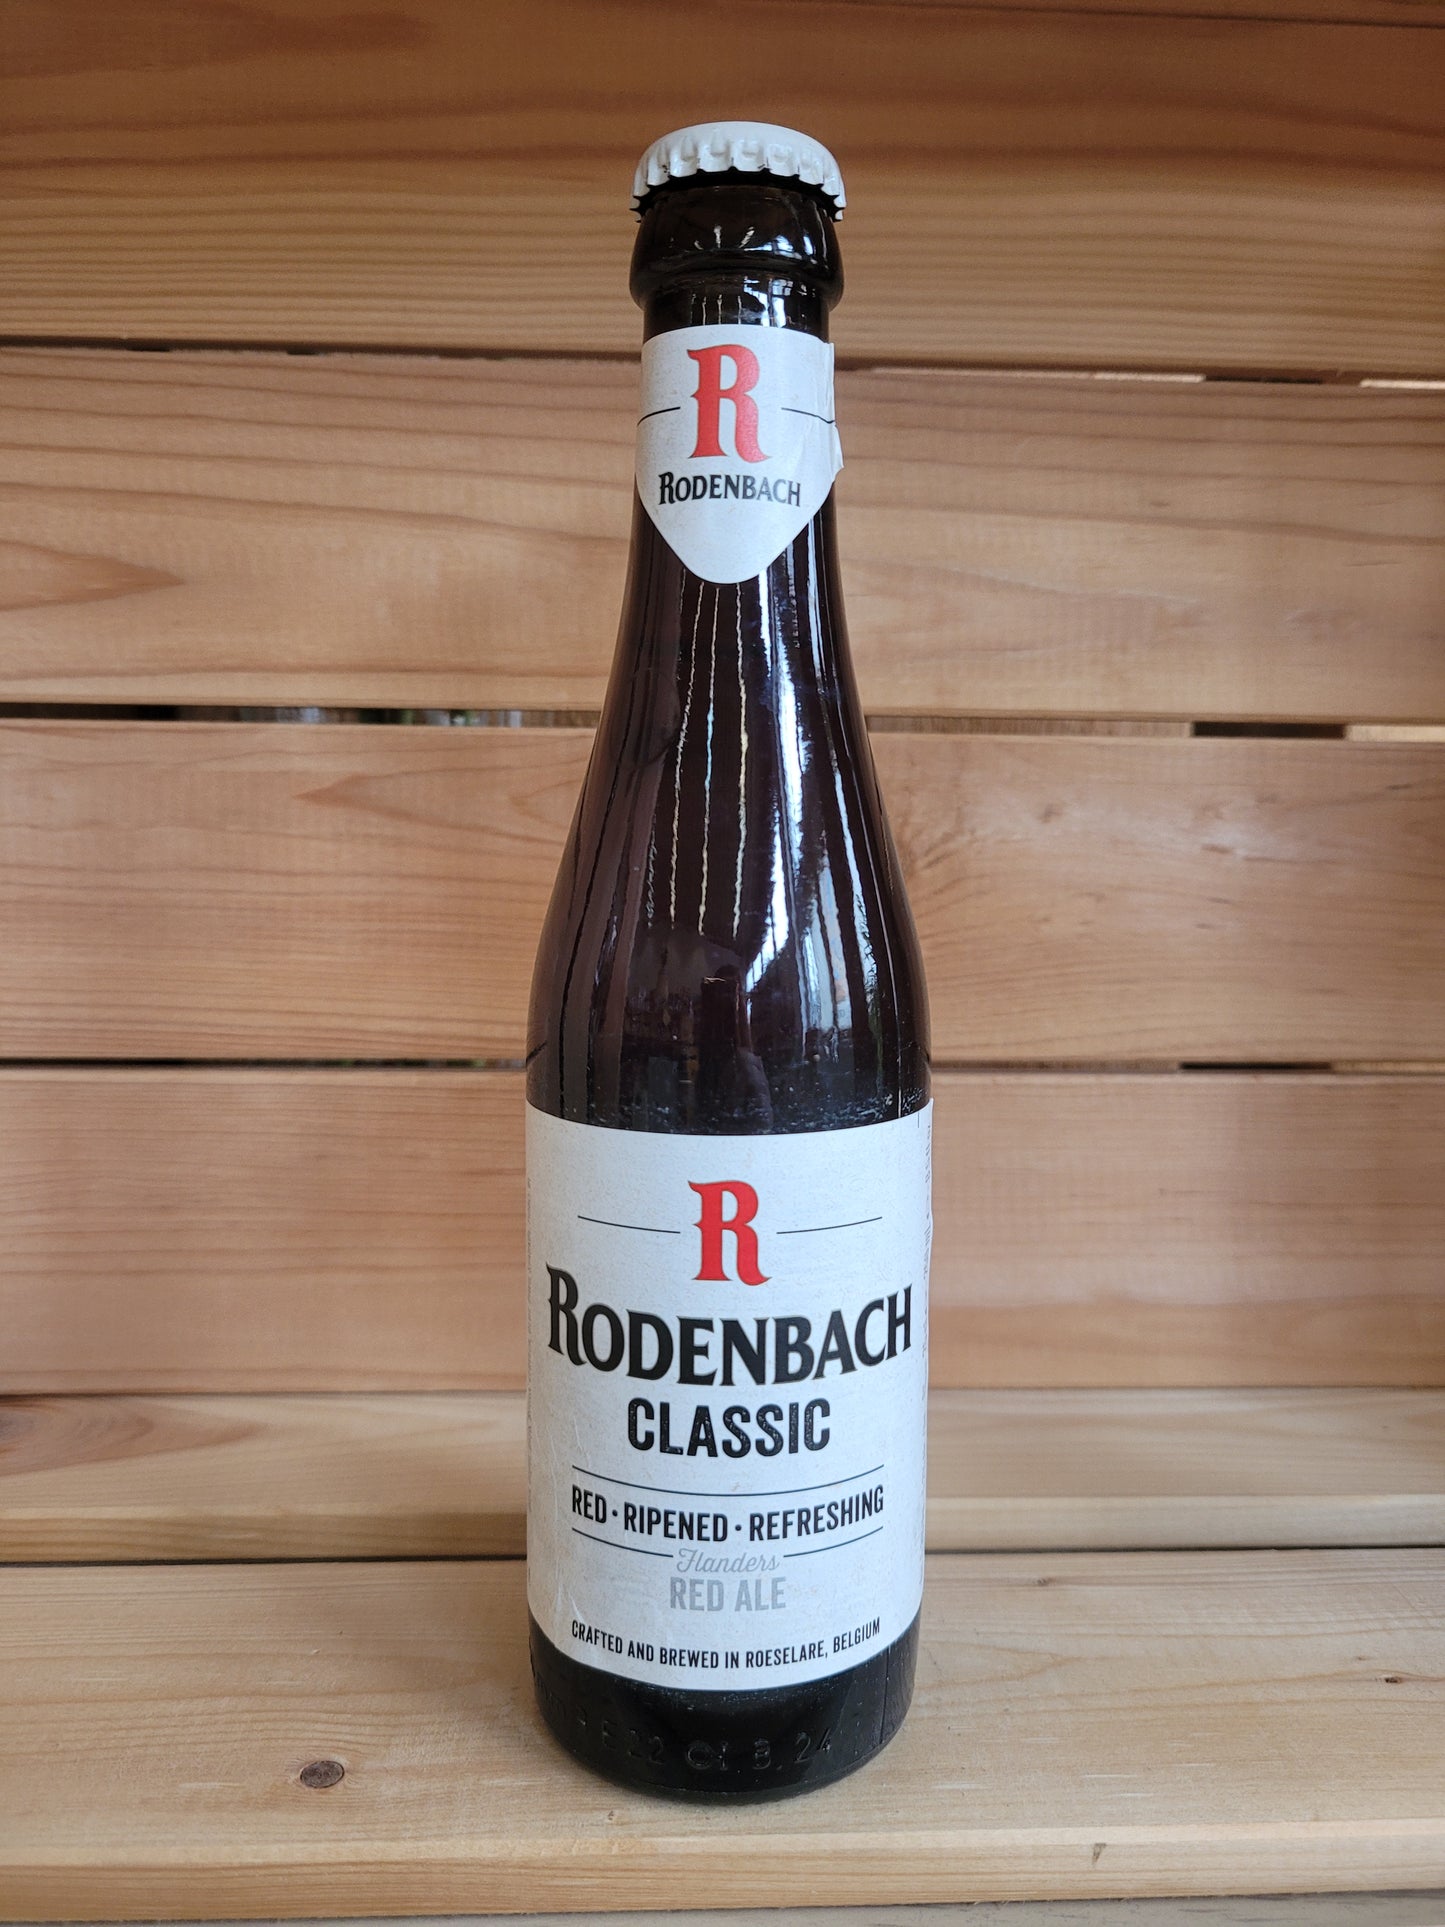 R
RODENBACH
R
RODENBACH
CLASSIC
RED · RIPENED · REFRESHING
Flanders
RED ALE
CRAFTED AND BREWED IN ROESELARE, BELGIUM